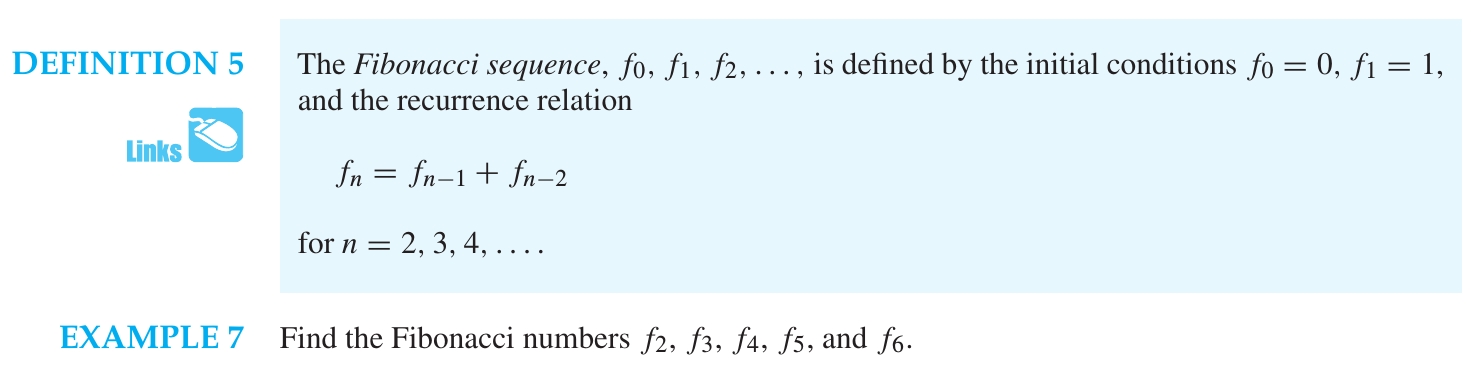 DEFINITION 5
The Fibonacci sequence, f₀, f₁, f₂, . . . , is defined by the initial conditions f₀ = 0, f₁ = 1,
and the recurrence relation
Links
fₙ = fₙ₋₁ + fₙ₋₂
for n = 2, 3, 4, . . . .
EXAMPLE 7 Find the Fibonacci numbers f₂, f₃, f₄, f₅, and f₆.